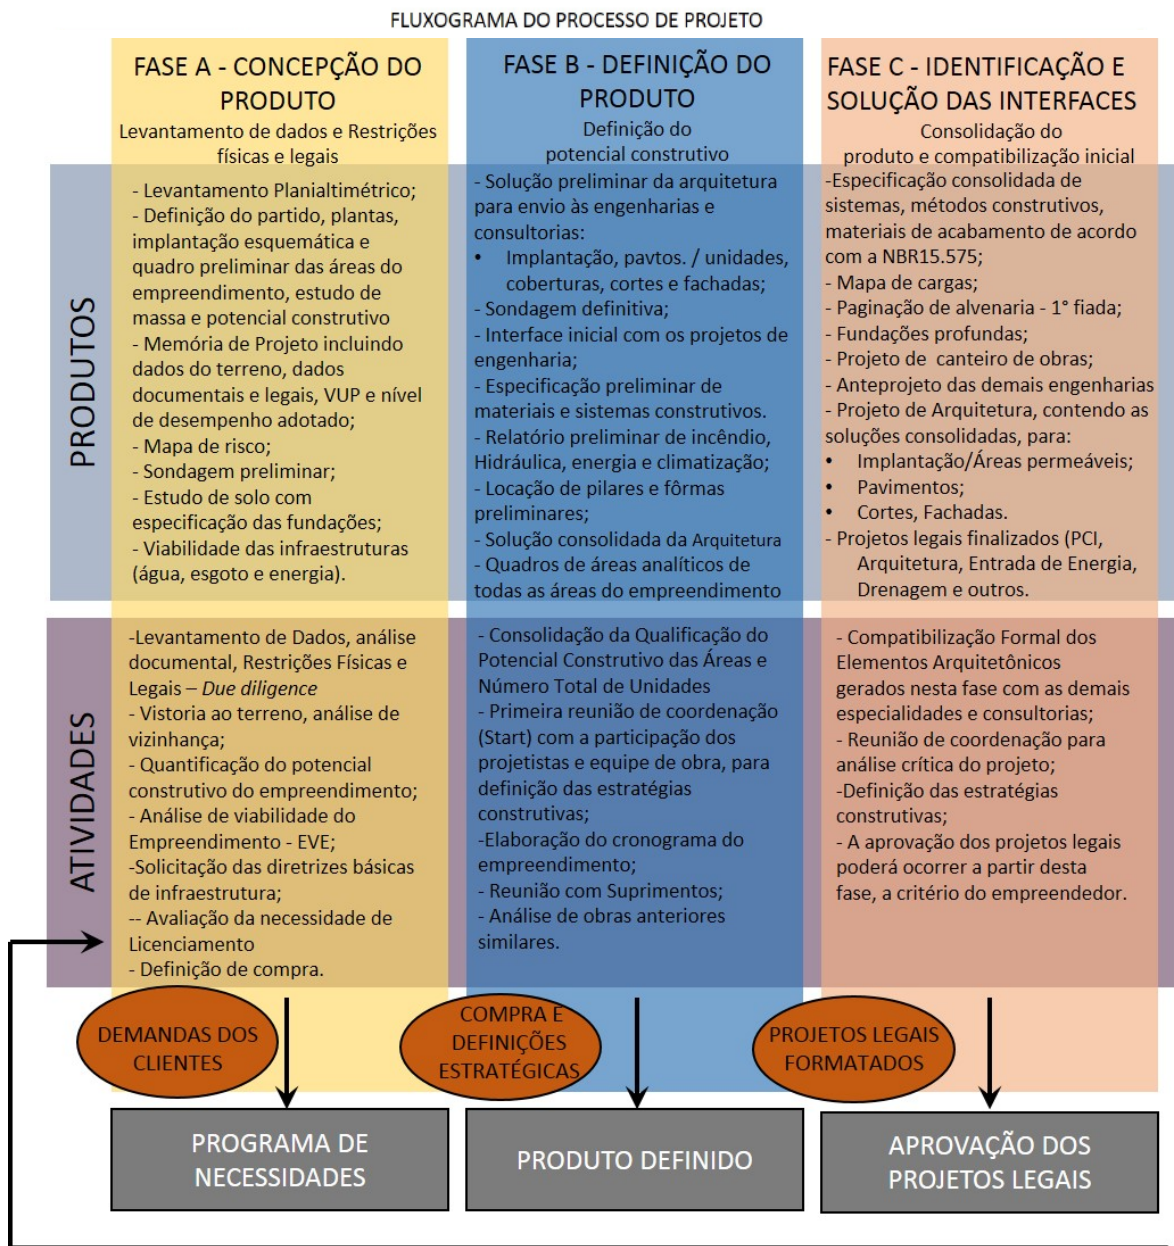 FLUXOGRAMA DO PROCESSO DE PROJETO
FASE A - CONCEPÇÃO DO
PRODUTO
Levantamento de dados e Restrições
físicas e legais
FASE B - DEFINIÇÃO DO
PRODUTO
Definição do
potencial construtivo
FASE C - IDENTIFICAÇÃO E
SOLUÇÃO DAS INTERFACES
Consolidação do
produto e compatibilização inicial
PRODUTOS
- Levantamento Planialtimétrico;
- Definição do partido, plantas,
implantação esquemática e
quadro preliminar das áreas do
empreendimento, estudo de
massa e potencial construtivo
- Memória de Projeto incluindo
dados do terreno, dados
documentais e legais, VUP e nível
de desempenho adotado;
- Mapa de risco;
- Sondagem preliminar;
- Estudo de solo com
especificação das fundações;
- Viabilidade das infraestruturas
(água, esgoto e energia).
- Solução preliminar da arquitetura
para envio às engenharias e
consultorias:
• Implantação, pavtos. / unidades,
coberturas, cortes e fachadas;
- Sondagem definitiva;
- Interface inicial com os projetos de
engenharia;
- Especificação preliminar de
materiais e sistemas construtivos.
- Relatório preliminar de incêndio,
Hidráulica, energia e climatização;
- Locação de pilares e fôrmas
preliminares;
- Solução consolidada da Arquitetura
- Quadros de áreas analíticos de
todas as áreas do empreendimento
-Especificação consolidada de
sistemas, métodos construtivos,
materiais de acabamento de acordo
com a NBR15.575;
- Mapa de cargas;
- Paginação de alvenaria - 1° fiada;
- Fundações profundas;
- Projeto de canteiro de obras;
- Anteprojeto das demais engenharias
- Projeto de Arquitetura, contendo as
soluções consolidadas, para:
• Implantação/Áreas permeáveis;
• Pavimentos;
• Cortes, Fachadas.
- Projetos legais finalizados (PCI,
Arquitetura, Entrada de Energia,
Drenagem e outros.
ATIVIDADES
-Levantamento de Dados, análise
documental, Restrições Físicas e
Legais – Due diligence
- Vistoria ao terreno, análise de
vizinhança;
- Quantificação do potencial
construtivo do empreendimento;
- Análise de viabilidade do
Empreendimento - EVE;
-Solicitação das diretrizes básicas
de infraestrutura;
-- Avaliação da necessidade de
Licenciamento
- Definição de compra.
- Consolidação da Qualificação do
Potencial Construtivo das Áreas e
Número Total de Unidades
- Primeira reunião de coordenação
(Start) com a participação dos
projetistas e equipe de obra, para
definição das estratégias
construtivas;
-Elaboração do cronograma do
empreendimento;
- Reunião com Suprimentos;
- Análise de obras anteriores
similares.
- Compatibilização Formal dos
Elementos Arquitetônicos
gerados nesta fase com as demais
especialidades e consultorias;
- Reunião de coordenação para
análise crítica do projeto;
-Definição das estratégias
construtivas;
- A aprovação dos projetos legais
poderá ocorrer a partir desta
fase, a critério do empreendedor.
DEMANDAS DOS
CLIENTES
COMPRA E
DEFINIÇÕES
ESTRATÉGICAS
PROJETOS LEGAIS
FORMATADOS
PROGRAMA DE
NECESSIDADES
PRODUTO DEFINIDO
APROVAÇÃO DOS
PROJETOS LEGAIS